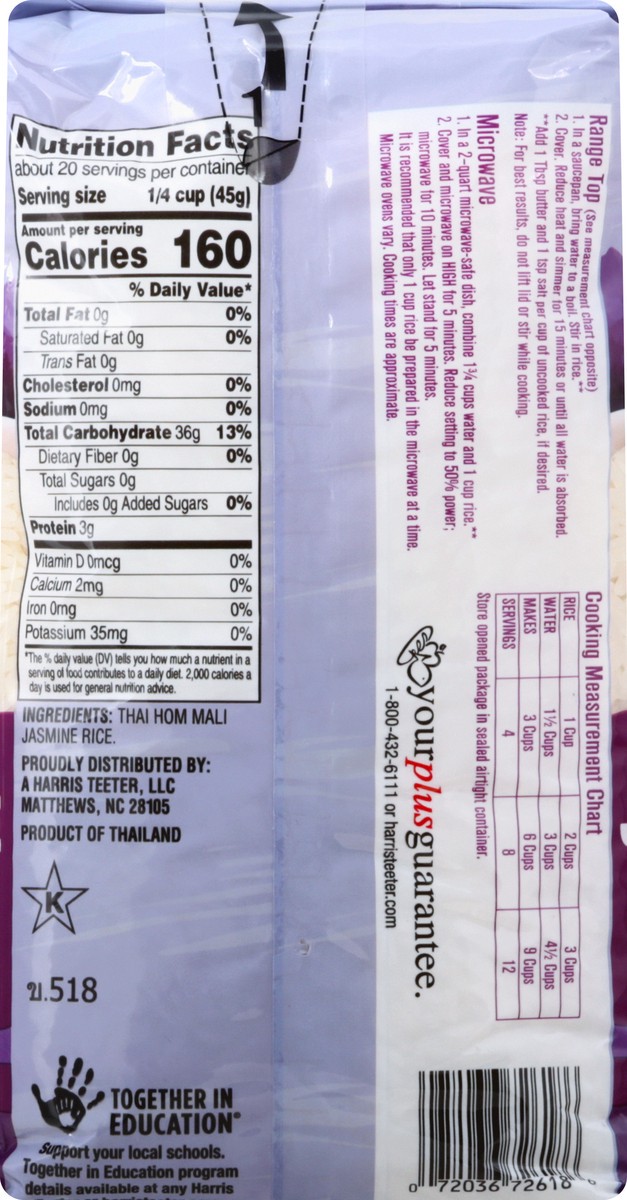 1
Nutrition Facts
about 20 servings per container
Serving size 1/4 cup (45g)
Amount per serving
Calories 160
% Daily Value*
Total Fat 0g 0%
Saturated Fat 0g 0%
Trans Fat 0g
Cholesterol 0mg 0%
Sodium 0mg 0%
Total Carbohydrate 36g 13%
Dietary Fiber 0g 0%
Total Sugars 0g
Includes 0g Added Sugars 0%
Protein 3g
Vitamin D 0mcg 0%
Calcium 2mg 0%
Iron 0mg 0%
Potassium 35mg 0%
*The % daily value (DV) tells you how much a nutrient in a
serving of food contributes to a daily diet. 2,000 calories a
day is used for general nutrition advice.
INGREDIENTS: THAI HOM MALI
JASMINE RICE.
PROUDLY DISTRIBUTED BY:
A HARRIS TEETER, LLC
MATTHEWS, NC 28105
PRODUCT OF THAILAND
K
ฆ.518
TOGETHER IN
EDUCATION®
Support your local schools.
Together in Education program
details available at any Harris
Range Top (See measurement chart opposite)
1. In a saucepan, bring water to a boil. Stir in rice.**
2. Cover. Reduce heat and simmer for 15 minutes or until all water is absorbed.
**Add 1 Tbsp butter and 1 tsp salt per cup of uncooked rice, if desired.
Note: For best results, do not lift lid or stir while cooking.
Microwave
1. In a 2-quart microwave-safe dish, combine 1¾ cups water and 1 cup rice.**
2. Cover and microwave on HIGH for 5 minutes. Reduce setting to 50% power;
microwave for 10 minutes. Let stand for 5 minutes.
It is recommended that only 1 cup rice be prepared in the microwave at a time.
Microwave ovens vary. Cooking times are approximate.
Cooking Measurement Chart
RICE 1 Cup 2 Cups 3 Cups
WATER 1½ Cups 3 Cups 4½ Cups
MAKES 3 Cups 6 Cups 9 Cups
SERVINGS 4 8 12
Store opened package in sealed airtight container.
yourplusguarantee.
1-800-432-6111 or harristeeter.com
0 72036 72618 0